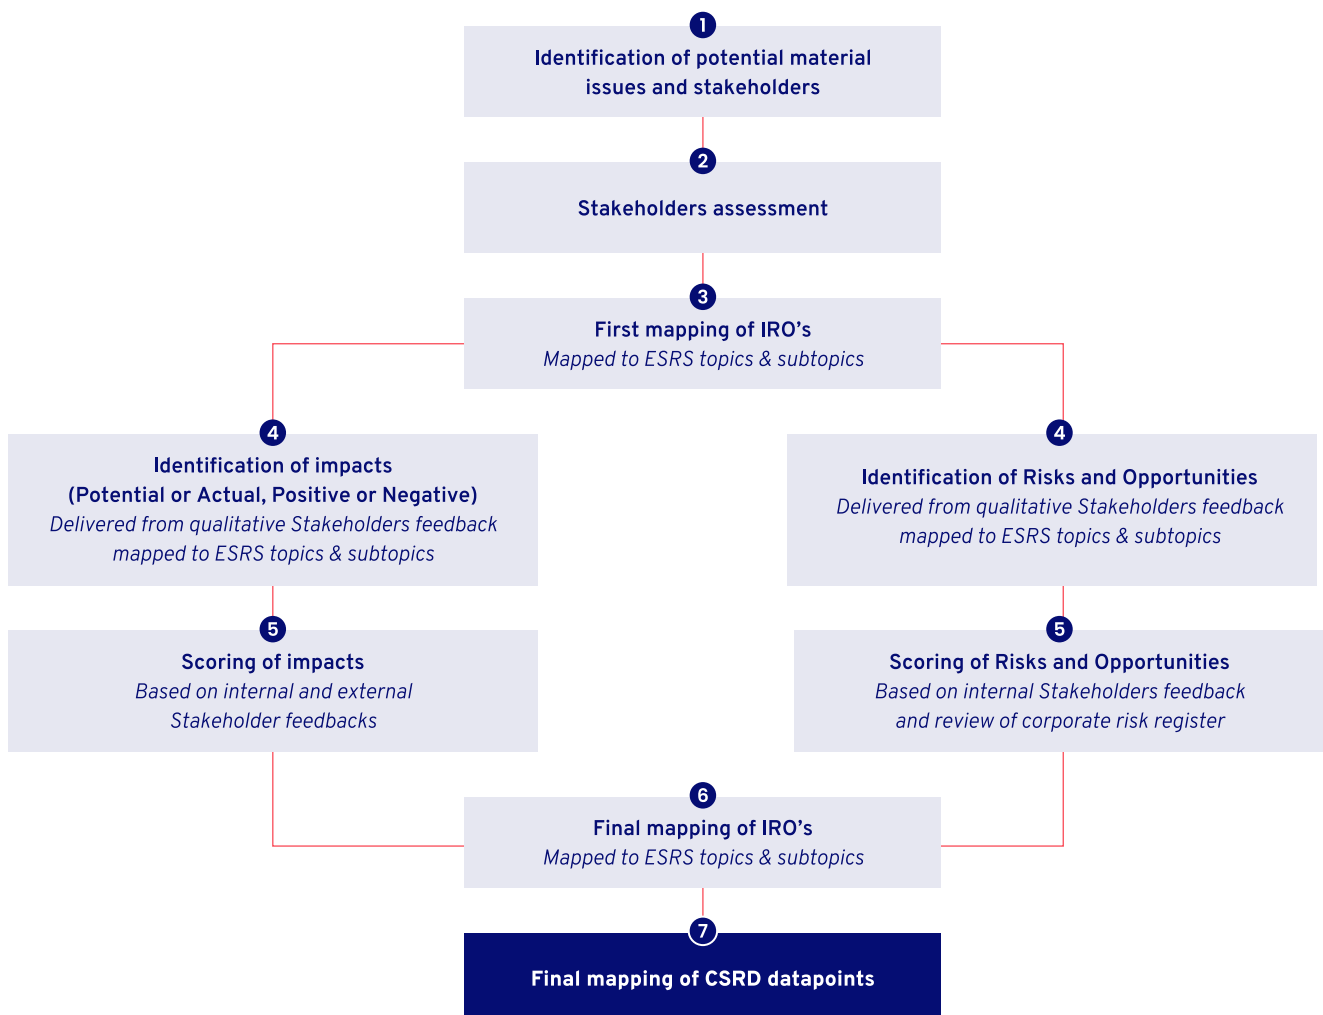 1
Identification of potential material
issues and stakeholders
2
Stakeholders assessment
3
First mapping of IRO's
Mapped to ESRS topics & subtopics
4
Identification of impacts
(Potential or Actual, Positive or Negative)
Delivered from qualitative Stakeholders feedback
mapped to ESRS topics & subtopics
4
Identification of Risks and Opportunities
Delivered from qualitative Stakeholders feedback
mapped to ESRS topics & subtopics
5
Scoring of impacts
Based on internal and external
Stakeholder feedbacks
5
Scoring of Risks and Opportunities
Based on internal Stakeholders feedback
and review of corporate risk register
6
Final mapping of IRO's
Mapped to ESRS topics & subtopics
7
Final mapping of CSRD datapoints